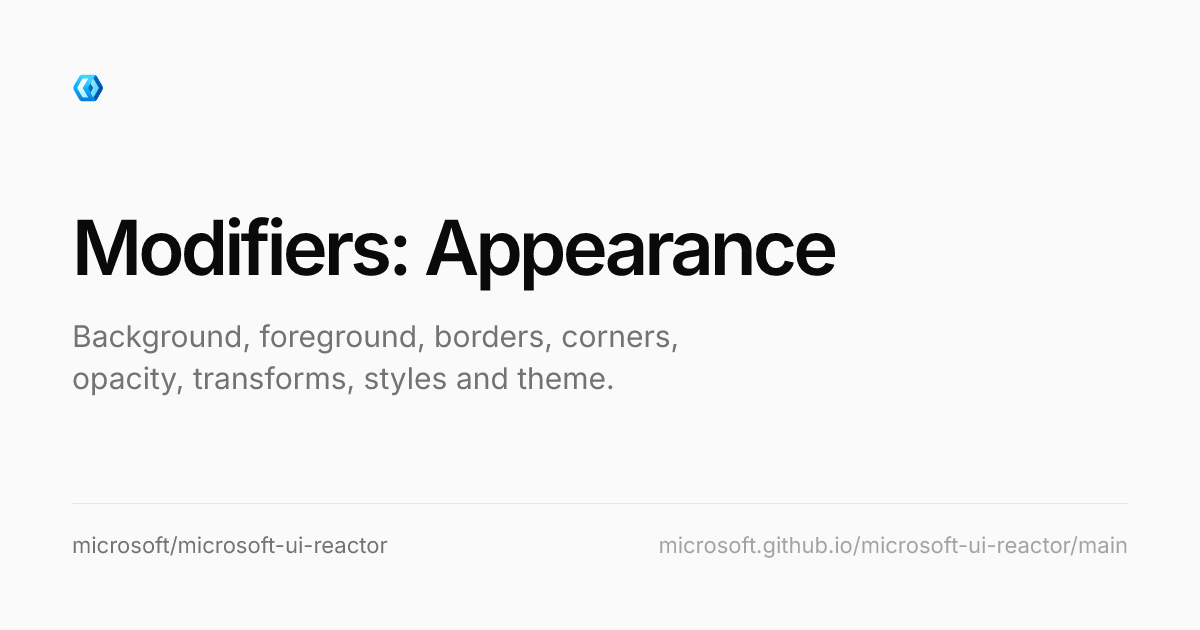 Modifiers: Appearance
Background, foreground, borders, corners,
opacity, transforms, styles and theme.
microsoft/microsoft-ui-reactor
microsoft.github.io/microsoft-ui-reactor/main